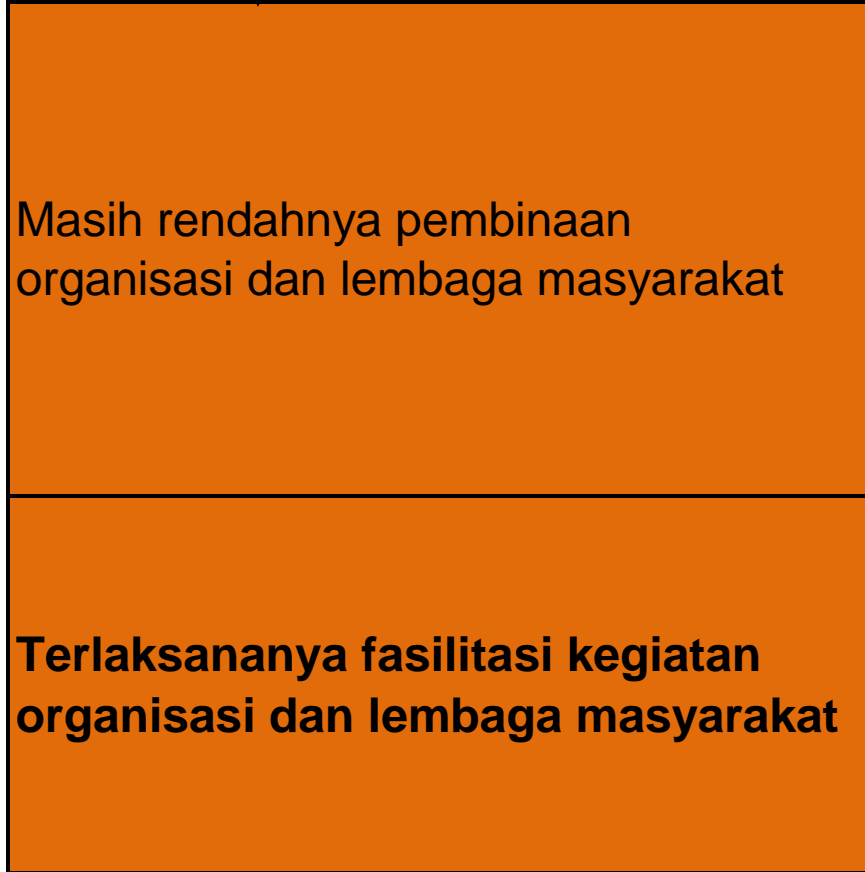 Masih rendahnya pembinaan
organisasi dan lembaga masyarakat
Terlaksananya fasilitasi kegiatan
organisasi dan lembaga masyarakat